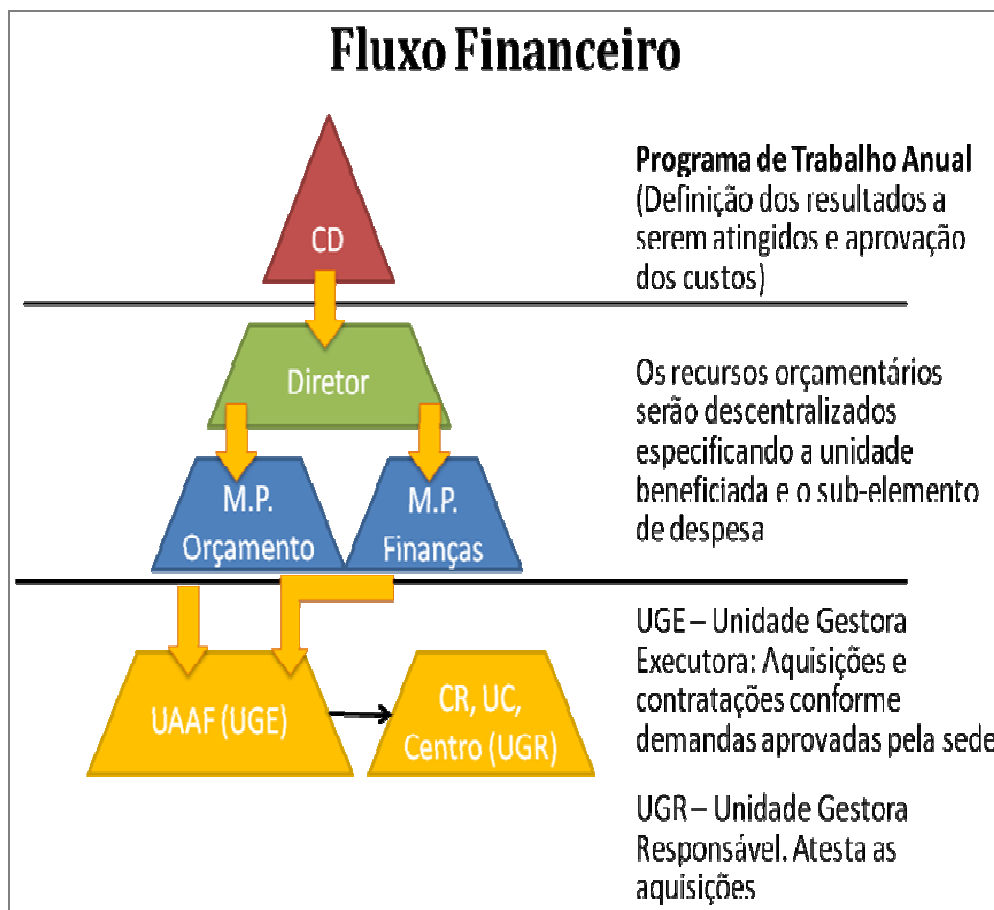 Fluxo Financeiro
CD
Programa de Trabalho Anual
(Definição dos resultados a
serem atingidos e aprovação
dos custos)
Diretor
M.P.
Orçamento
M.P.
Finanças
Os recursos orçamentários
serão descentralizados
especificando a unidade
beneficiada e o sub-elemento
de despesa
UAAF (UGE)
CR, UC,
Centro (UGR)
UGE – Unidade Gestora
Executora: Aquisições e
contratações conforme
demandas aprovadas pela sede
UGR – Unidade Gestora
Responsável. Atesta as
aquisições